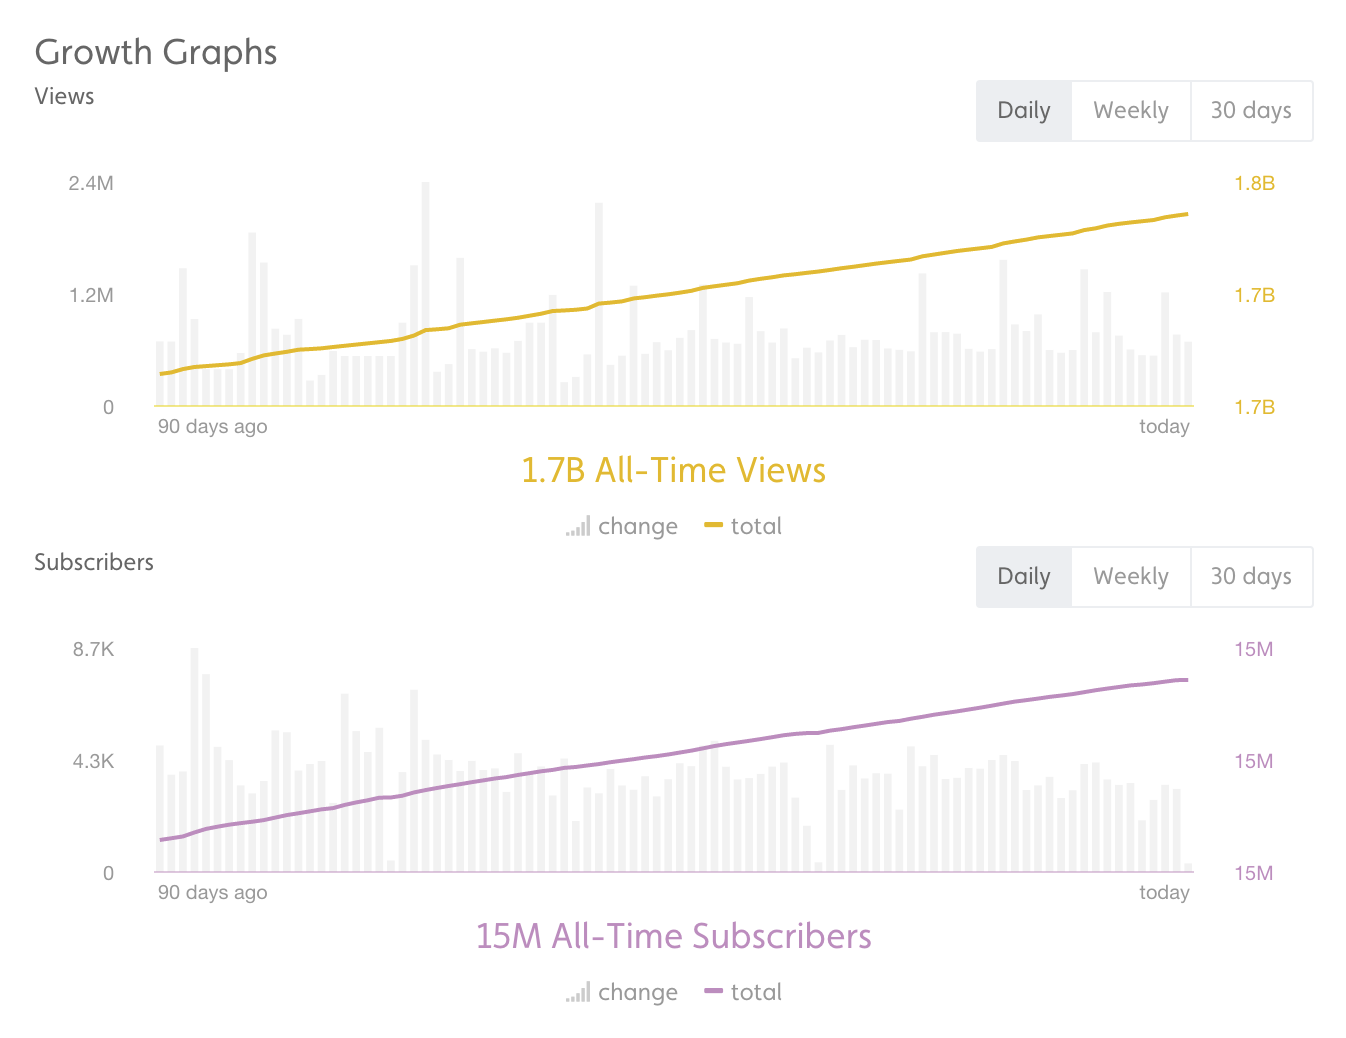 Growth Graphs
Views
Daily Weekly 30 days
2.4M 1.8B
1.2M 1.7B
0 1.7B
90 days ago today
1.7B All-Time Views
change total
Subscribers
Daily Weekly 30 days
8.7K 15M
4.3K 15M
0 15M
90 days ago today
15M All-Time Subscribers
change total